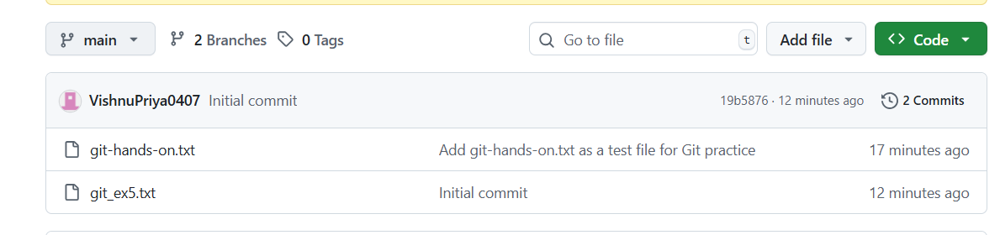 main 2 Branches 0 Tags Go to file t Add file Code
VishnuPriya0407 Initial commit 19b5876 · 12 minutes ago 2 Commits
git-hands-on.txt Add git-hands-on.txt as a test file for Git practice 17 minutes ago
git_ex5.txt Initial commit 12 minutes ago